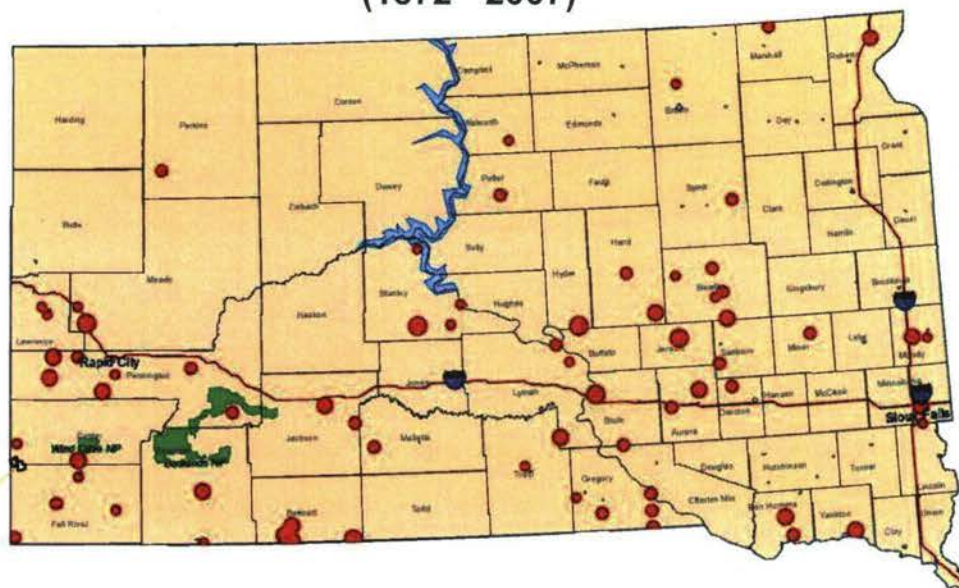 (1872 - 2007)
Marshall
Roberts
McPherson
Campbell
Corson
Harding
Perkins
Brown
Walworth
Edmunds
Day
Grant
Dewey
Potter
Faulk
Spink
Codington
Ziebach
Clark
Butte
Hamlin
Deuel
Sully
Hand
Meade
Hyde
Stanley
Beadle
Kingsbury
Brookings
Haakon
Hughes
Lawrence
Buffalo
Jerauld
Sanborn
Miner
Lake
Moody
Rapid City
Pennington
Jones
Lyman
Hanson
McCook
Minnehaha
Davison
Sioux Falls
Brule
Aurora
Custer
Wind Cave NP
Badlands NP
Jackson
Mellette
Tripp
Gregory
Douglas
Hutchinson
Turner
Lincoln
Fall River
Bennett
Todd
Charles Mix
Bon Homme
Yankton
Clay
Union